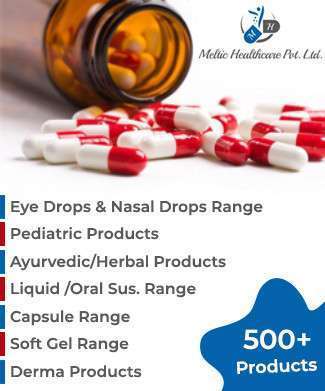 M H
Meltic Healthcare Pvt. Ltd.
Eye Drops & Nasal Drops Range
Pediatric Products
Ayurvedic/Herbal Products
Liquid /Oral Sus. Range
Capsule Range
Soft Gel Range
Derma Products
500+
Products